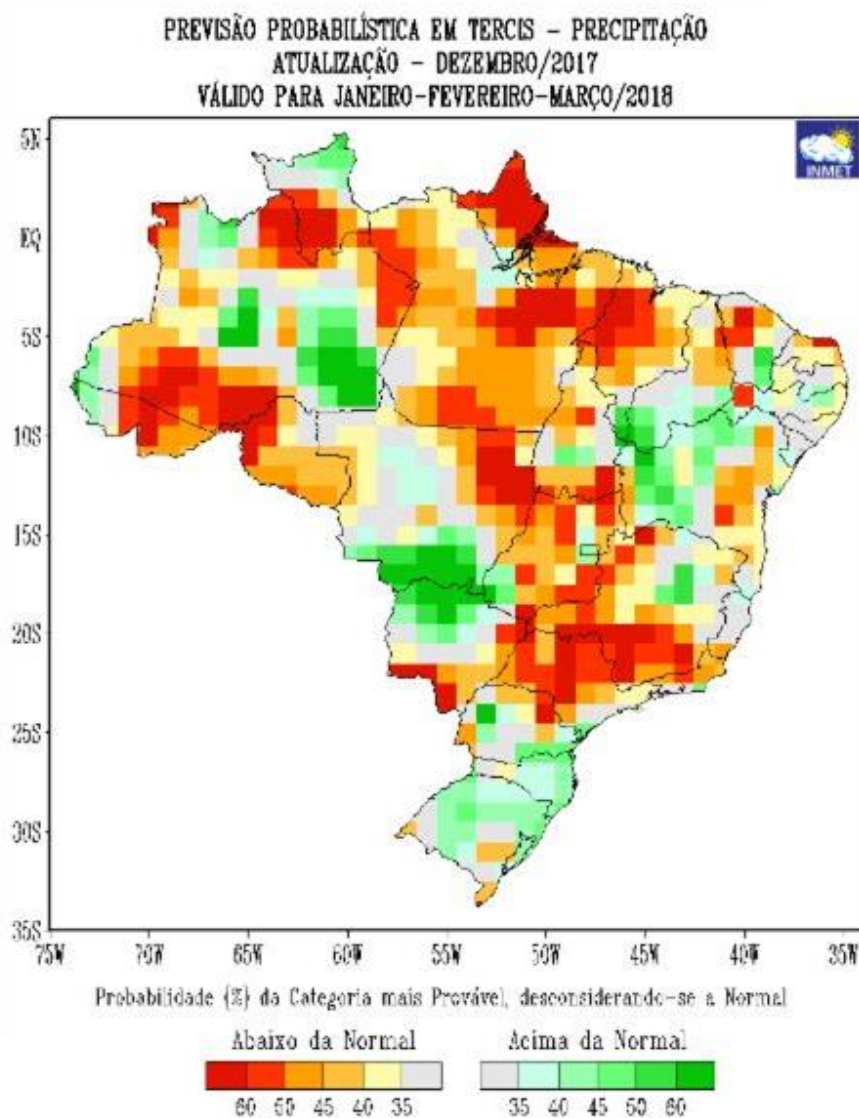 PREVISÃO PROBABILÍSTICA EM TERCIS - PRECIPITAÇÃO
ATUALIZAÇÃO - DEZEMBRO/2017
VÁLIDO PARA JANEIRO-FEVEREIRO-MARÇO/2018
INMET
5N
EQ
5S
10S
15S
20S
25S
30S
35S
75W 70W 65W 60W 55W 50W 45W 40W 35W
Probabilidade (%) da Categoria mais Provável, desconsiderando-se a Normal
Abaixo da Normal Acima da Normal
60 50 45 40 35 35 40 45 50 60